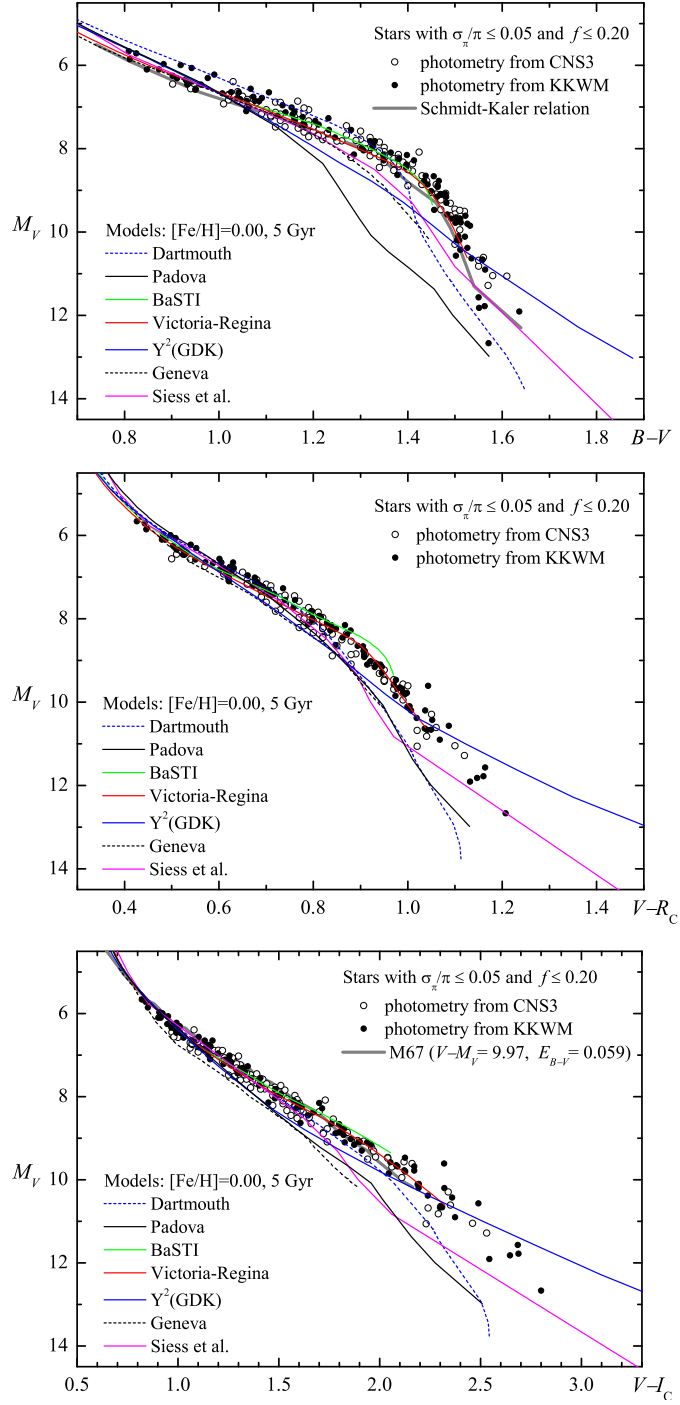 Stars with σπ/π ≤ 0.05 and f ≤ 0.20
photometry from CNS3
photometry from KKWM
Schmidt-Kaler relation
6
8
M_V
10
12
14
Models: [Fe/H]=0.00, 5 Gyr
Dartmouth
Padova
BaSTI
Victoria-Regina
Y²(GDK)
Geneva
Siess et al.
0.8 1.0 1.2 1.4 1.6 1.8 B–V
Stars with σπ/π ≤ 0.05 and f ≤ 0.20
photometry from CNS3
photometry from KKWM
6
8
M_V
10
12
14
Models: [Fe/H]=0.00, 5 Gyr
Dartmouth
Padova
BaSTI
Victoria-Regina
Y²(GDK)
Geneva
Siess et al.
0.4 0.6 0.8 1.0 1.2 1.4 V–R_C
Stars with σπ/π ≤ 0.05 and f ≤ 0.20
photometry from CNS3
photometry from KKWM
M67 (V–M_V = 9.97, E_B–V = 0.059)
6
8
M_V
10
12
14
Models: [Fe/H]=0.00, 5 Gyr
Dartmouth
Padova
BaSTI
Victoria-Regina
Y²(GDK)
Geneva
Siess et al.
0.5 1.0 1.5 2.0 2.5 3.0 V–I_C